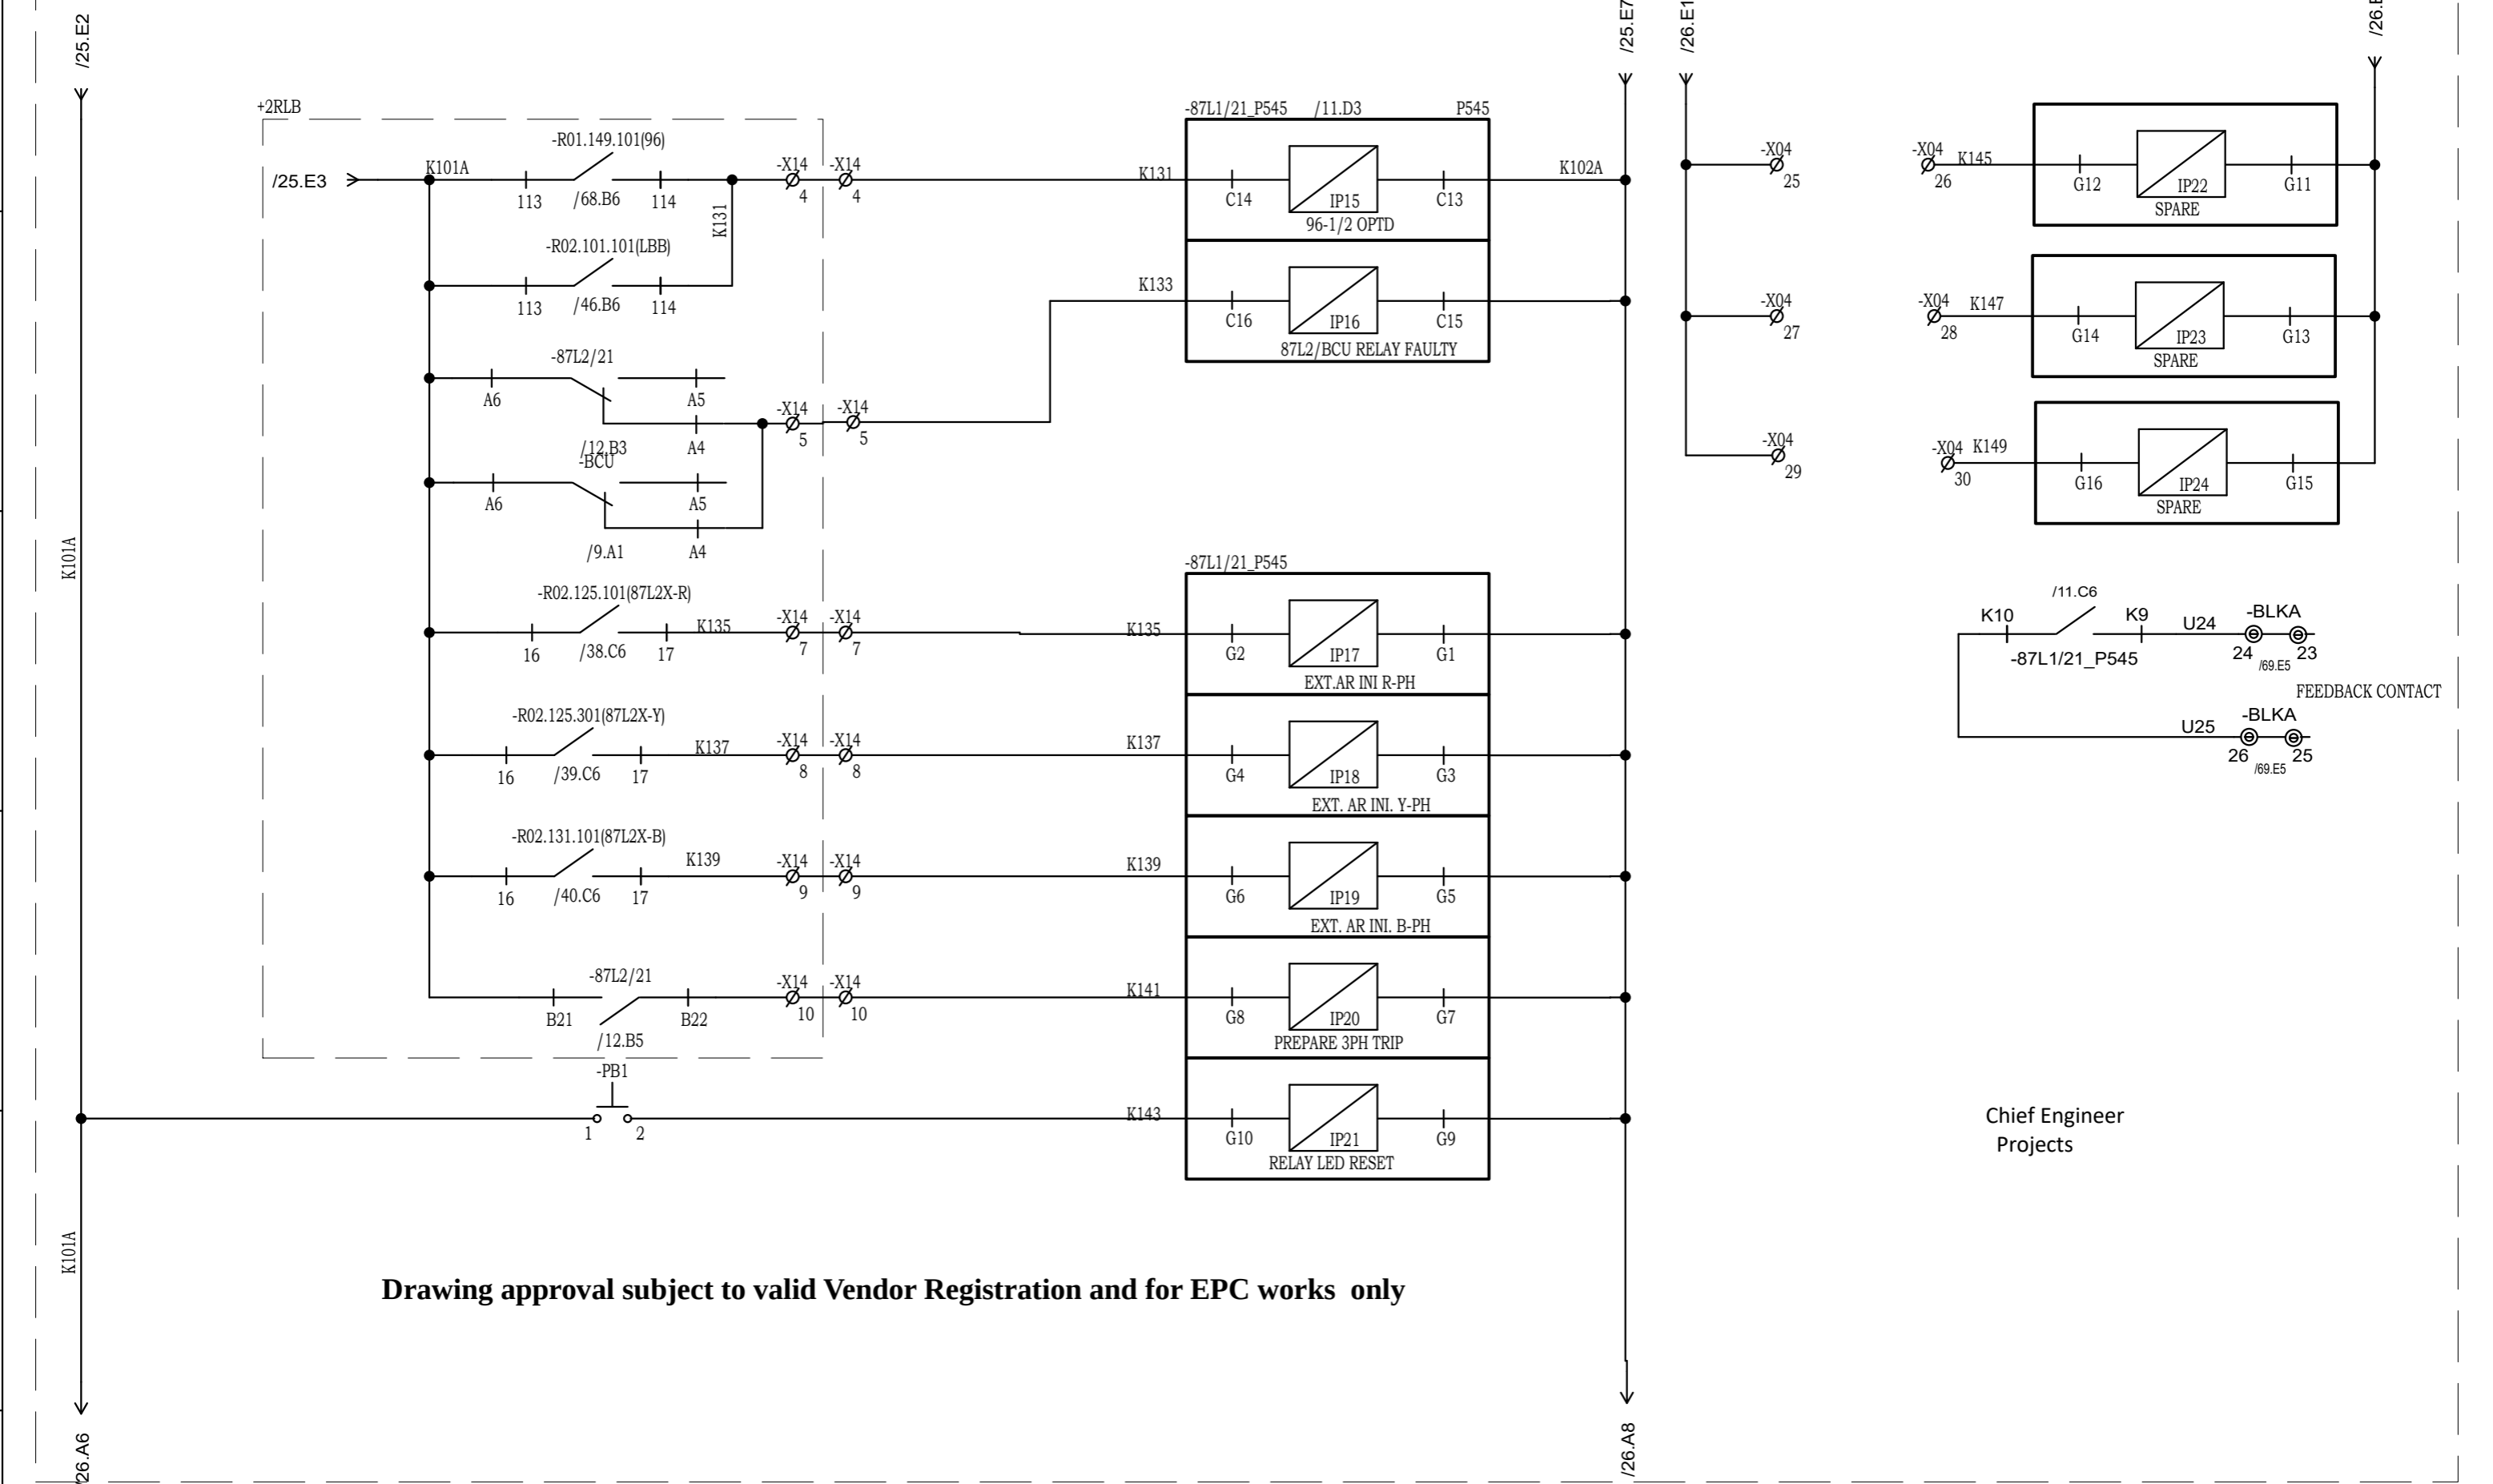 /25.E2
/25.E7
/26.E1
+2RLB
-R01.149.101(96)
/25.E3
K101A
113
/68.B6
114
K131
-X14
4
-X14
4
K131
-87L1/21_P545
/11.D3
P545
C14
IP15
C13
96-1/2 OPTD
K102A
-R02.101.101(LBB)
113
/46.B6
114
K133
C16
IP16
C15
87L2/BCU RELAY FAULTY
-87L2/21
A6
A5
/12.B3
A4
-X14
5
-X14
5
-BCU
A6
A5
/9.A1
A4
K101A
-R02.125.101(87L2X-R)
16
/38.C6
17
K135
-X14
7
-X14
7
K135
-87L1/21_P545
G2
IP17
G1
EXT.AR INI R-PH
-R02.125.301(87L2X-Y)
16
/39.C6
17
K137
-X14
8
-X14
8
K137
G4
IP18
G3
EXT. AR INI. Y-PH
-R02.131.101(87L2X-B)
16
/40.C6
17
K139
-X14
9
-X14
9
K139
G6
IP19
G5
EXT. AR INI. B-PH
-87L2/21
B21
B22
/12.B5
-X14
10
-X14
10
K141
G8
IP20
G7
PREPARE 3PH TRIP
-PB1
1
2
K143
G10
IP21
G9
RELAY LED RESET
-X04
25
-X04
26
K145
G12
IP22
G11
SPARE
-X04
27
-X04
28
K147
G14
IP23
G13
SPARE
-X04
29
-X04
30
K149
G16
IP24
G15
SPARE
/11.C6
K10
K9
U24
-BLKA
-87L1/21_P545
24
/69.E5
23
FEEDBACK CONTACT
U25
-BLKA
26
/69.E5
25
Chief Engineer
Projects
K101A
Drawing approval subject to valid Vendor Registration and for EPC works only
/26.A8